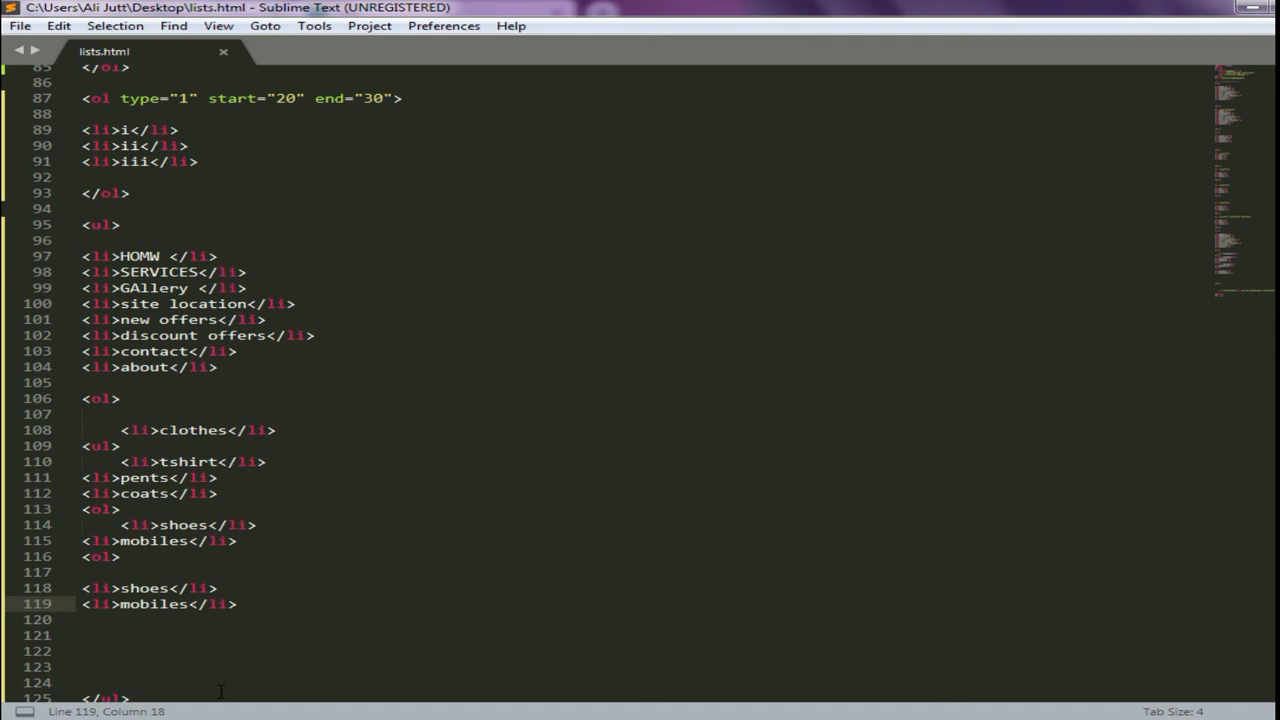 C:\Users\Ali Jutt\Desktop\lists.html - Sublime Text (UNREGISTERED)
File Edit Selection Find View Goto Tools Project Preferences Help
lists.html ×
85 </ol>
86
87 <ol type="1" start="20" end="30">
88
89 <li>i</li>
90 <li>ii</li>
91 <li>iii</li>
92
93 </ol>
94
95 <ul>
96
97 <li>HOMW </li>
98 <li>SERVICES</li>
99 <li>GAllery </li>
100 <li>site location</li>
101 <li>new offers</li>
102 <li>discount offers</li>
103 <li>contact</li>
104 <li>about</li>
105
106 <ol>
107
108 <li>clothes</li>
109 <ul>
110 <li>tshirt</li>
111 <li>pents</li>
112 <li>coats</li>
113 <ol>
114 <li>shoes</li>
115 <li>mobiles</li>
116 <ol>
117
118 <li>shoes</li>
119 <li>mobiles</li>
120
121
122
123
124
125 </ul>
Line 119, Column 18 Tab Size: 4